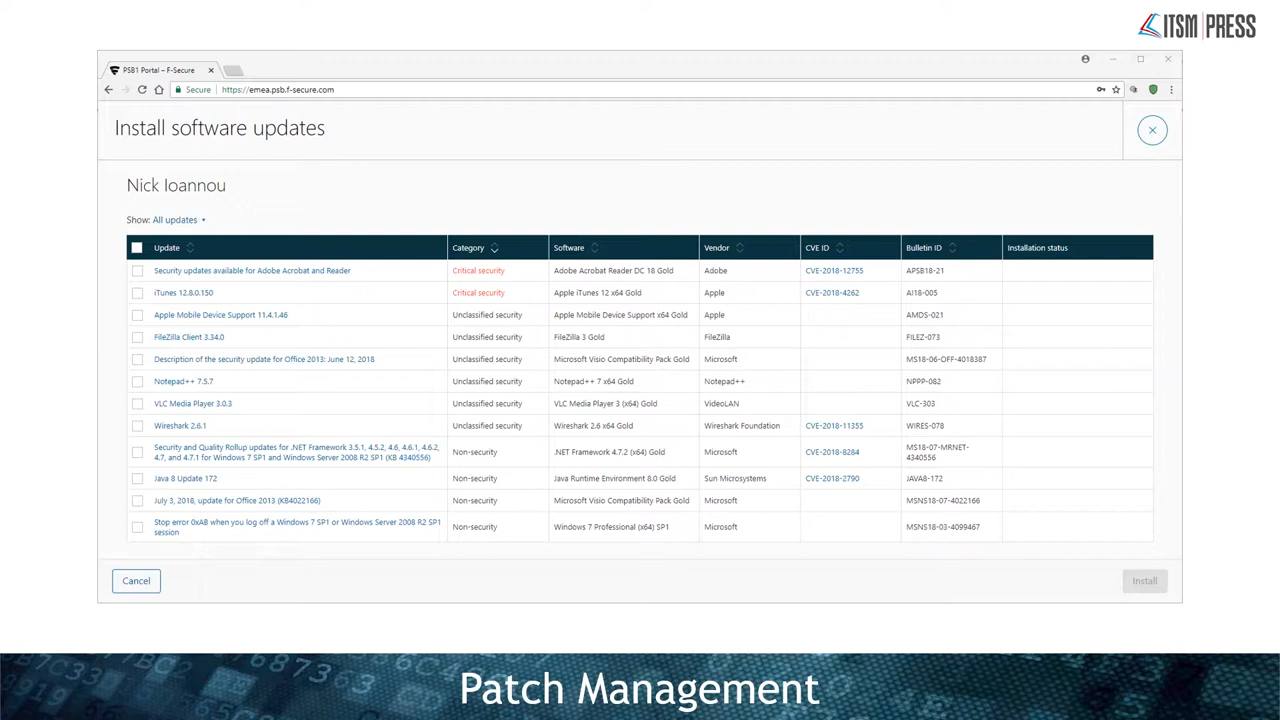 ITSM PRESS
PSB1 Portal – F-Secure
Secure https://emea.psb.f-secure.com
Install software updates
Nick Ioannou
Show: All updates
Update Category Software Vendor CVE ID Bulletin ID Installation status
Security updates available for Adobe Acrobat and Reader Critical security Adobe Acrobat Reader DC 18 Gold Adobe CVE-2018-12755 APSB18-21
iTunes 12.8.0.150 Critical security Apple iTunes 12 x64 Gold Apple CVE-2018-4262 AI18-005
Apple Mobile Device Support 11.4.1.46 Unclassified security Apple Mobile Device Support x64 Gold Apple AMDS-021
FileZilla Client 3.34.0 Unclassified security FileZilla 3 Gold FileZilla FILEZ-073
Description of the security update for Office 2013: June 12, 2018 Unclassified security Microsoft Visio Compatibility Pack Gold Microsoft MS18-06-OFF-4018387
Notepad++ 7.5.7 Unclassified security Notepad++ 7 x64 Gold Notepad++ NPPP-082
VLC Media Player 3.0.3 Unclassified security VLC Media Player 3 (x64) Gold VideoLAN VLC-303
Wireshark 2.6.1 Unclassified security Wireshark 2.6 x64 Gold Wireshark Foundation CVE-2018-11355 WIRES-078
Security and Quality Rollup updates for .NET Framework 3.5.1, 4.5.2, 4.6, 4.6.1, 4.6.2,
4.7, and 4.7.1 for Windows 7 SP1 and Windows Server 2008 R2 SP1 (KB 4340556) Non-security .NET Framework 4.7.2 (x64) Gold Microsoft CVE-2018-8284 MS18-07-MRNET-
4340556
Java 8 Update 172 Non-security Java Runtime Environment 8.0 Gold Sun Microsystems CVE-2018-2790 JAVA8-172
July 3, 2018, update for Office 2013 (KB4022166) Non-security Microsoft Visio Compatibility Pack Gold Microsoft MSNS18-07-4022166
Stop error 0xAB when you log off a Windows 7 SP1 or Windows Server 2008 R2 SP1
session Non-security Windows 7 Professional (x64) SP1 Microsoft MSNS18-03-4099467
Cancel Install
Patch Management